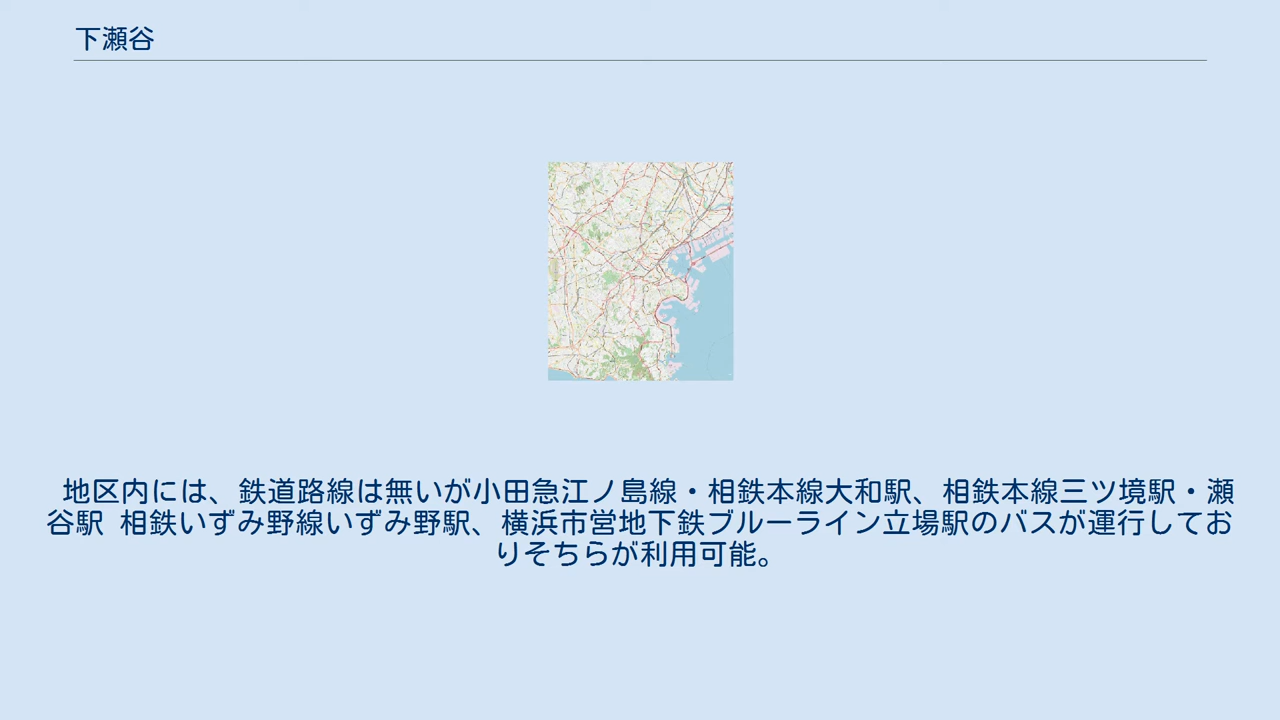 下瀬谷
地区内には、鉄道路線は無いが小田急江ノ島線・相鉄本線大和駅、相鉄本線三ツ境駅・瀬
谷駅 相鉄いずみ野線いずみ野駅、横浜市営地下鉄ブルーライン立場駅のバスが運行してお
りそちらが利用可能。